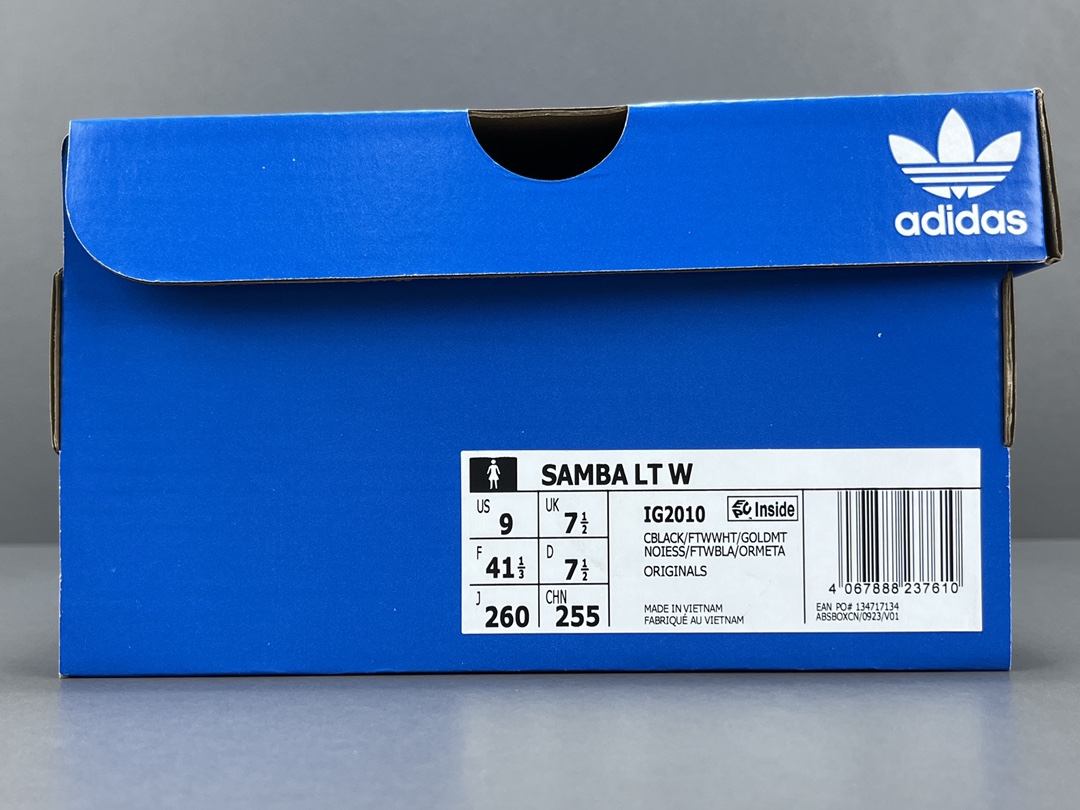 adidas
SAMBA LT W
US 9
UK 7½
F 41⅓
D 7½
J 260
CHN 255
IG2010
Inside
CBLACK/FTWWHT/GOLDMT
NOIESS/FTWBLA/ORMETA
ORIGINALS
MADE IN VIETNAM
FABRIQUÉ AU VIETNAM
4 067888 237610
EAN PO# 134717134
ABSBOXCN/0923/V01